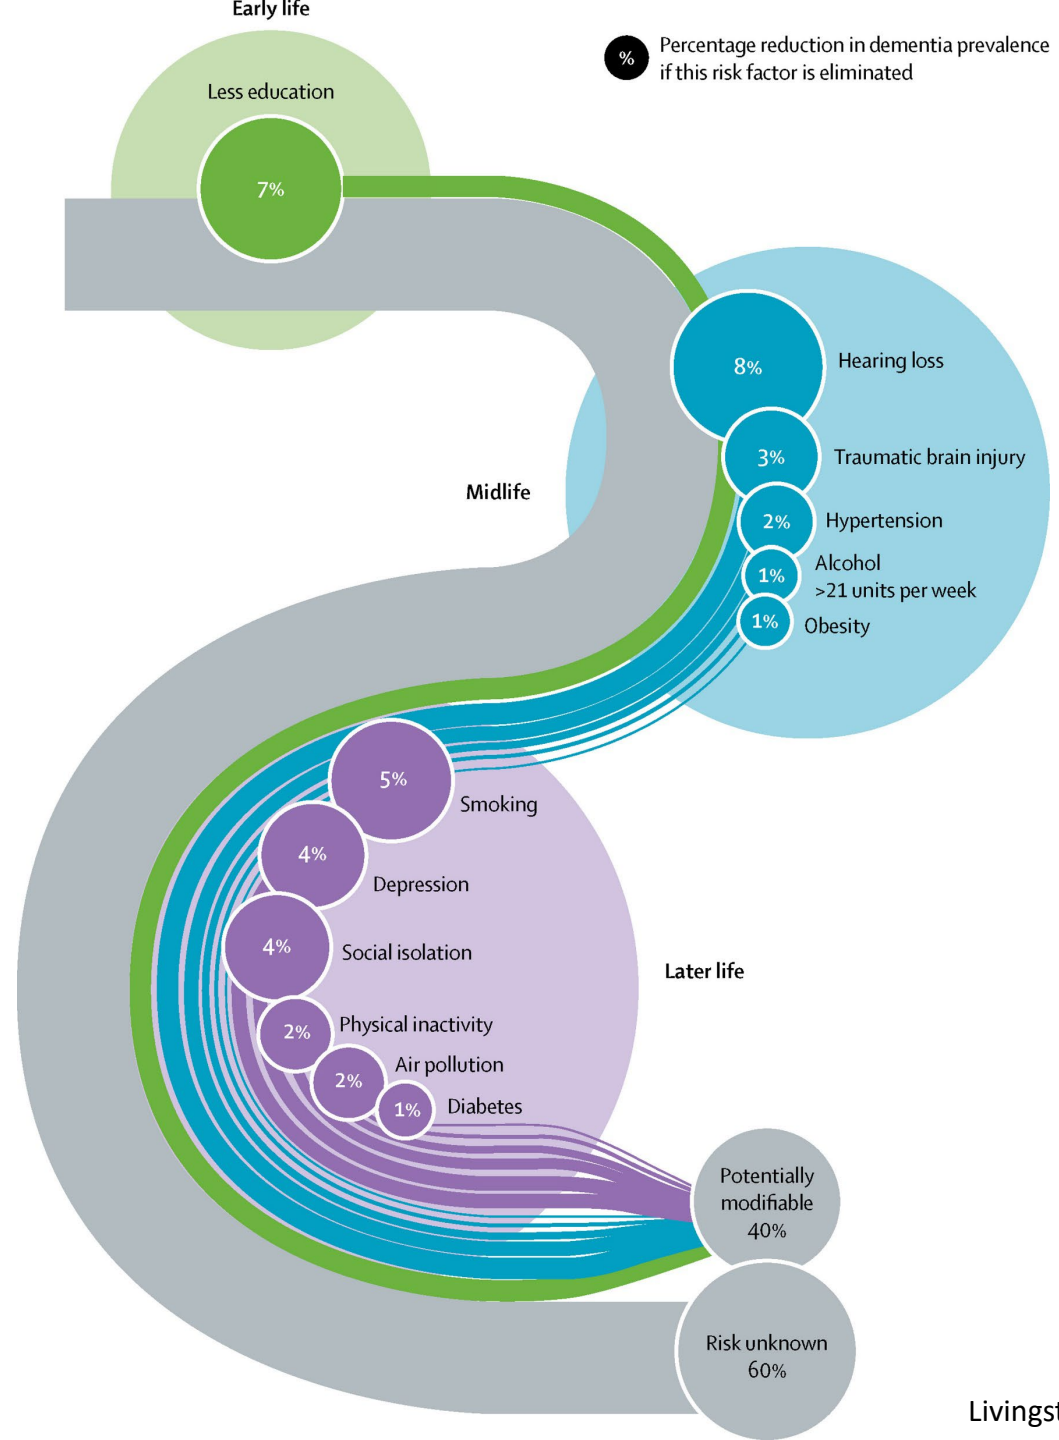 Early life
%
Percentage reduction in dementia prevalence
if this risk factor is eliminated
Less education
7%
8%
Hearing loss
3%
Traumatic brain injury
Midlife
2%
Hypertension
1%
Alcohol
>21 units per week
1%
Obesity
5%
Smoking
4%
Depression
4%
Social isolation
Later life
2%
Physical inactivity
2%
Air pollution
1%
Diabetes
Potentially
modifiable
40%
Risk unknown
60%